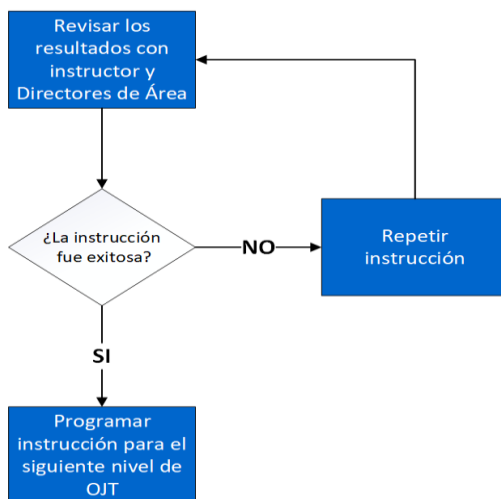 Revisar los
resultados con
instructor y
Directores de Área
¿La instrucción
fue exitosa?
NO
Repetir
instrucción
SI
Programar
instrucción para el
siguiente nivel de
OJT